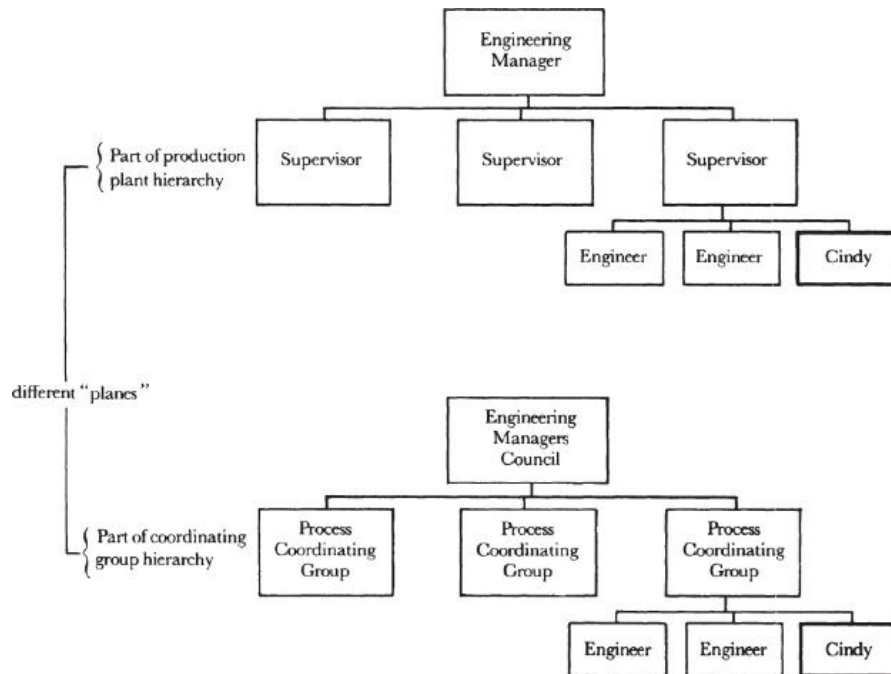 Engineering
Manager
Part of production
plant hierarchy
Supervisor
Supervisor
Supervisor
Engineer
Engineer
Cindy
different "planes"
Engineering
Managers
Council
Part of coordinating
group hierarchy
Process
Coordinating
Group
Process
Coordinating
Group
Process
Coordinating
Group
Engineer
Engineer
Cindy